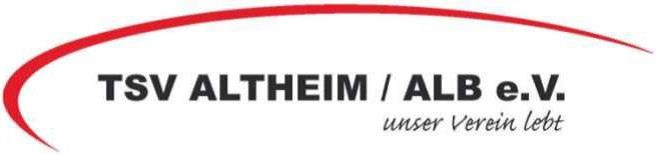 TSV ALTHEIM / ALB e.V.
unser Verein lebt